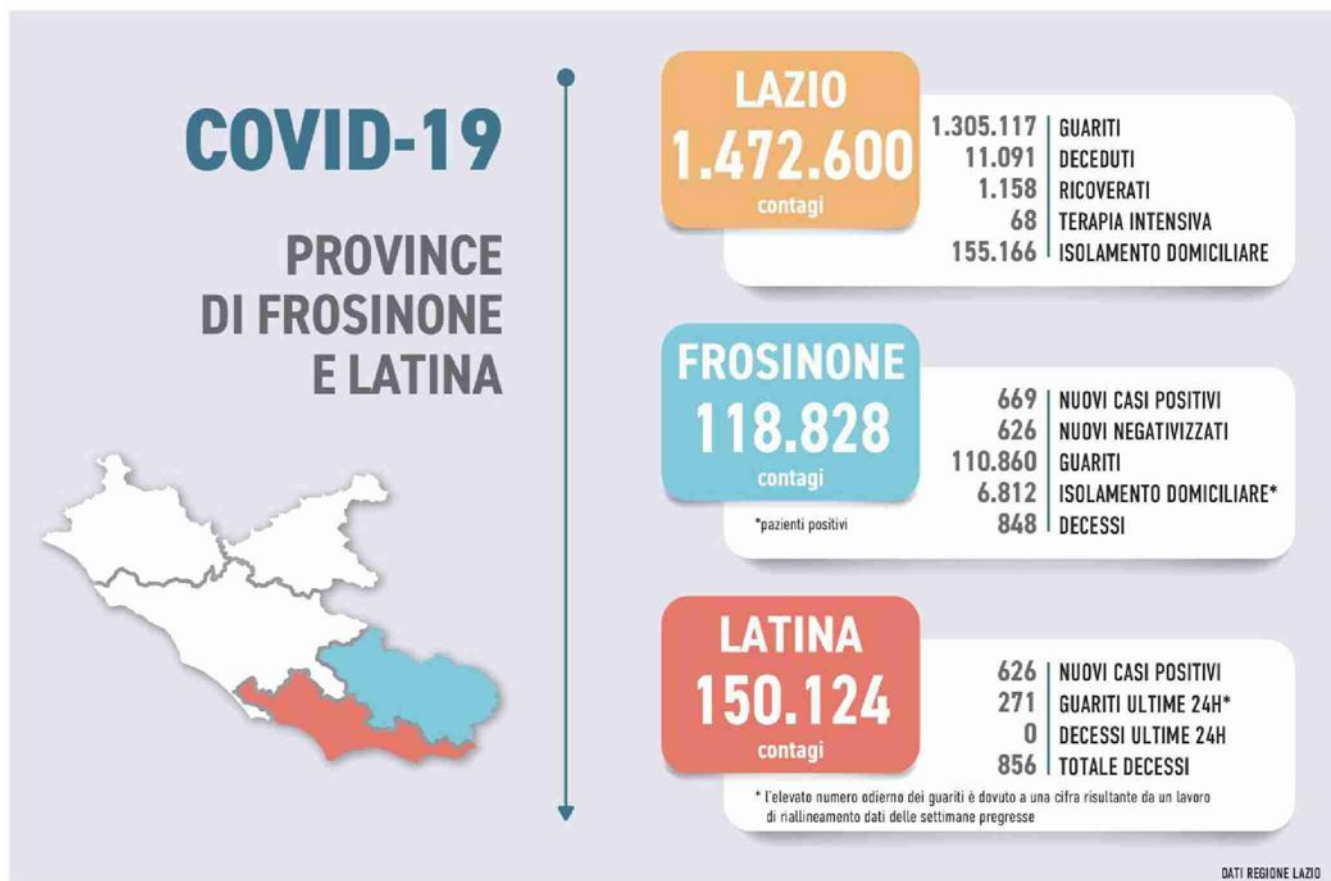 COVID-19
PROVINCE
DI FROSINONE
E LATINA
LAZIO
1.472.600
contagi
1.305.117 GUARITI
11.091 DECEDUTI
1.158 RICOVERATI
68 TERAPIA INTENSIVA
155.166 ISOLAMENTO DOMICILIARE
FROSINONE
118.828
contagi
*pazienti positivi
669 NUOVI CASI POSITIVI
626 NUOVI NEGATIVIZZATI
110.860 GUARITI
6.812 ISOLAMENTO DOMICILIARE*
848 DECESSI
LATINA
150.124
contagi
626 NUOVI CASI POSITIVI
271 GUARITI ULTIME 24H*
0 DECESSI ULTIME 24H
856 TOTALE DECESSI
* l'elevato numero odierno dei guariti è dovuto a una cifra risultante da un lavoro
di riallineamento dati delle settimane pregresse
DATI REGIONE LAZIO